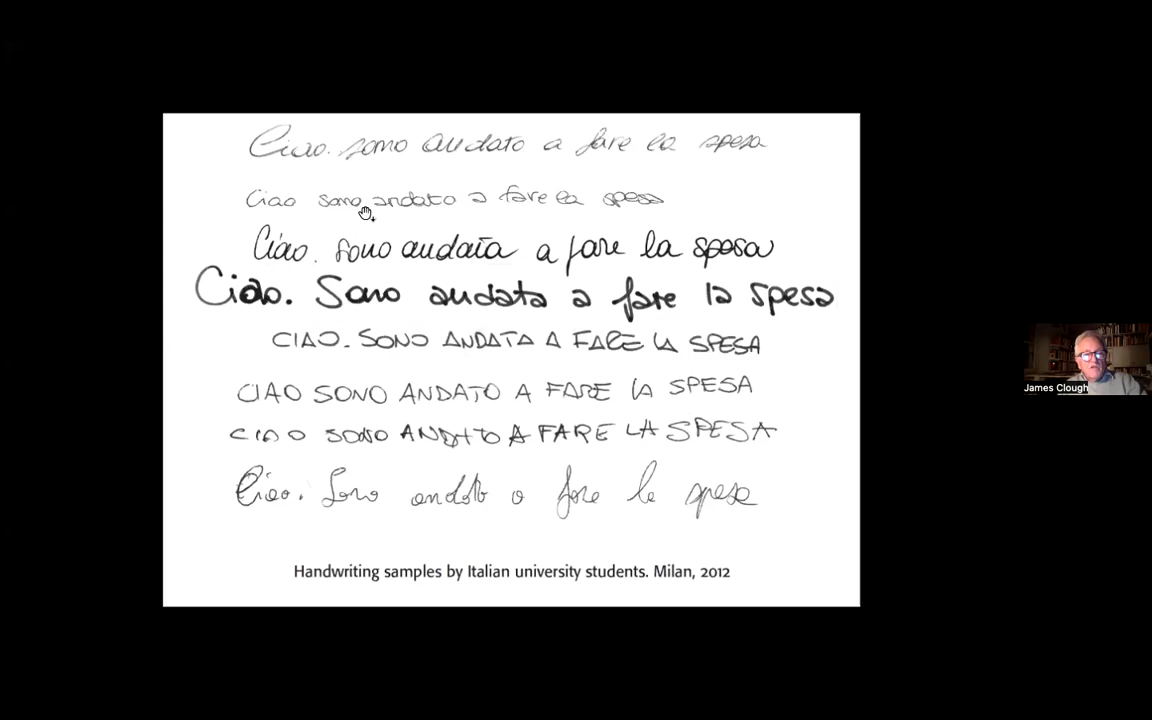 Ciao. sono andato a fare la spesa
Ciao sono andato a fare la spesa
Ciao. sono andata a fare la spesa
Ciao. Sono andata a fare la spesa
CIAO. SONO ANDATA A FARE LA SPESA
CIAO SONO ANDATO A FARE LA SPESA
CIAO SONO ANDATO A FARE LA SPESA
Ciao. Sono andato a fare la spesa
Handwriting samples by Italian university students. Milan, 2012
James Clough